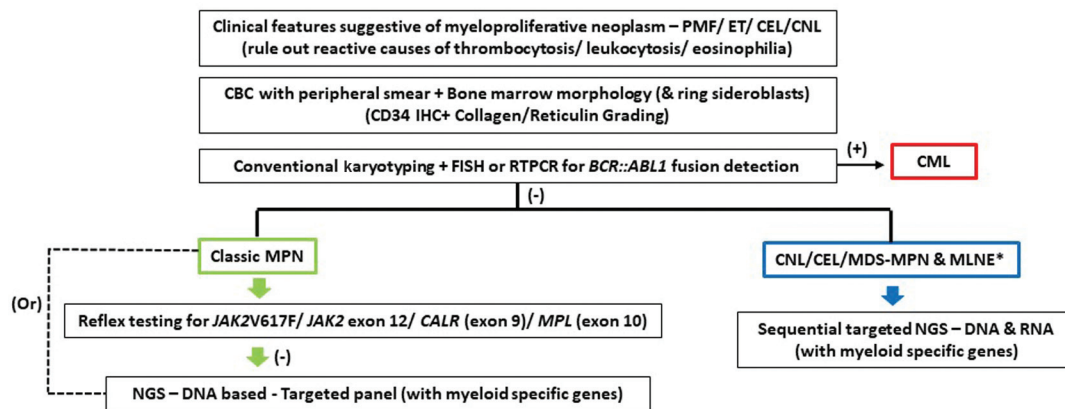 Clinical features suggestive of myeloproliferative neoplasm – PMF/ ET/ CEL/CNL
(rule out reactive causes of thrombocytosis/ leukocytosis/ eosinophilia)
CBC with peripheral smear + Bone marrow morphology (& ring sideroblasts)
(CD34 IHC+ Collagen/Reticulin Grading)
Conventional karyotyping + FISH or RTPCR for BCR::ABL1 fusion detection
(+)
CML
(-)
Classic MPN
CNL/CEL/MDS-MPN & MLNE*
(Or)
Reflex testing for JAK2V617F/ JAK2 exon 12/ CALR (exon 9)/ MPL (exon 10)
Sequential targeted NGS – DNA & RNA
(with myeloid specific genes)
(-)
NGS – DNA based - Targeted panel (with myeloid specific genes)